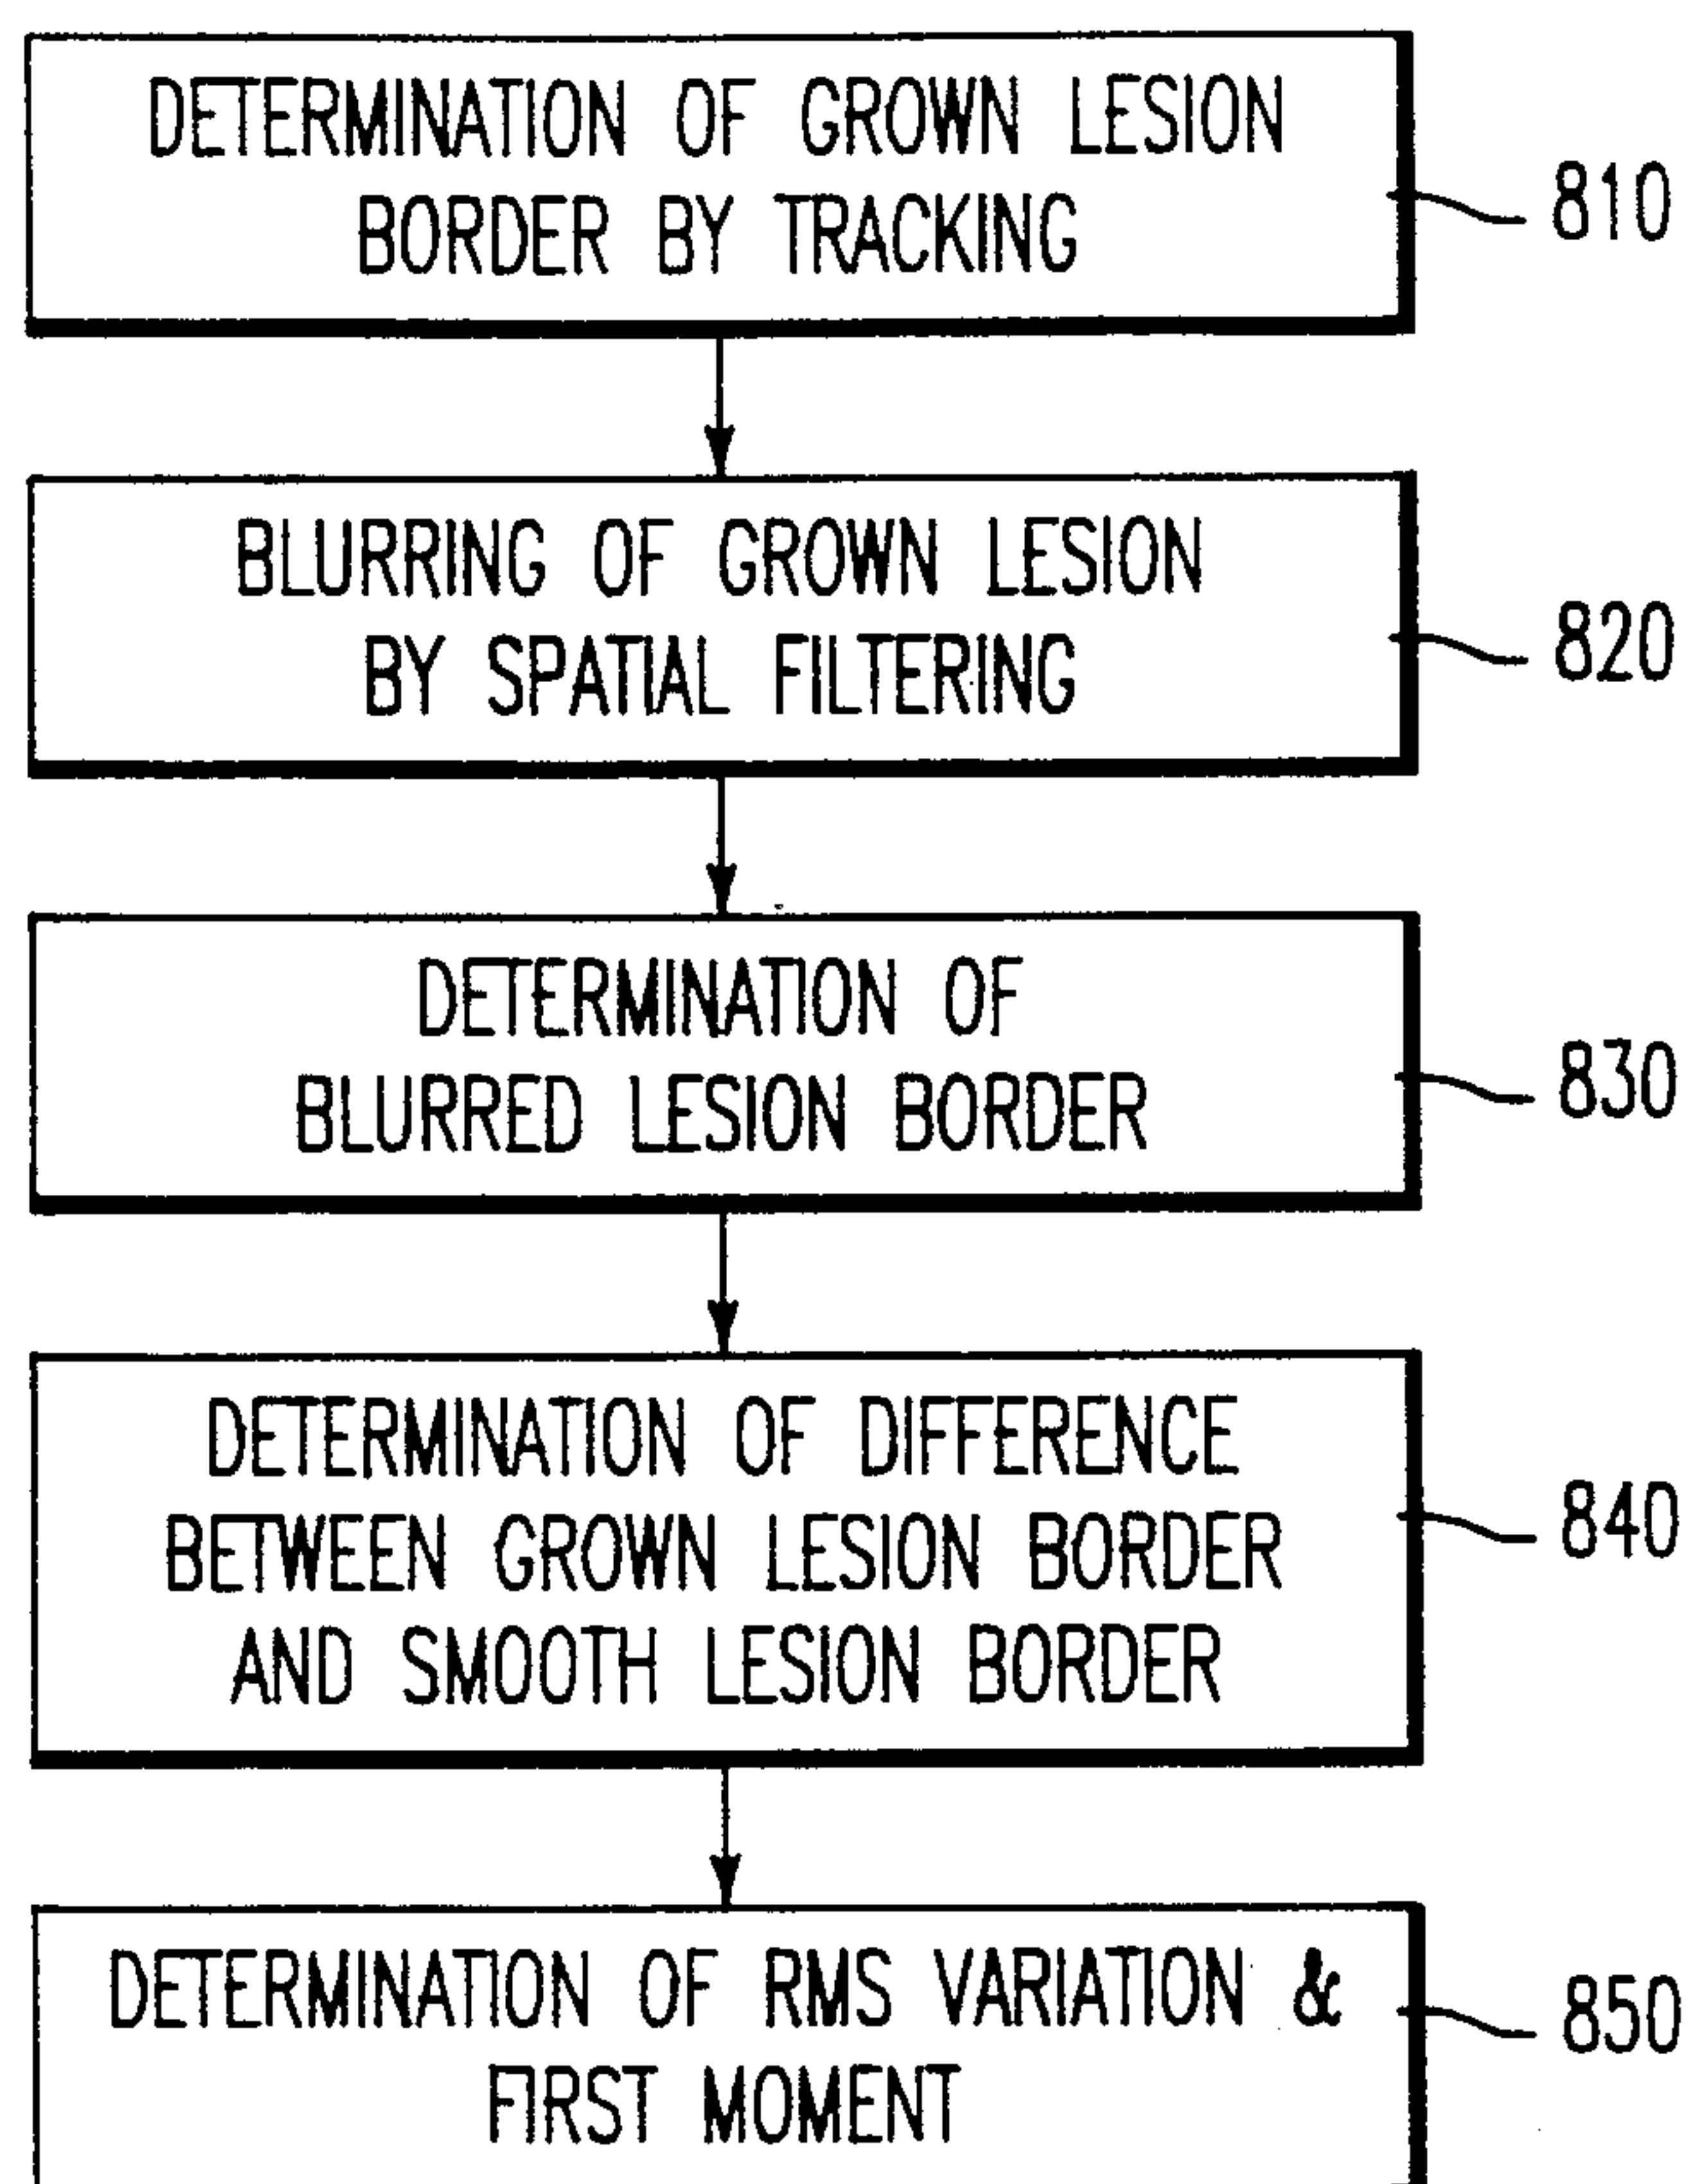 DETERMINATION OF GROWN LESION
BORDER BY TRACKING
810
BLURRING OF GROWN LESION
BY SPATIAL FILTERING
820
DETERMINATION OF
BLURRED LESION BORDER
830
DETERMINATION OF DIFFERENCE
BETWEEN GROWN LESION BORDER
AND SMOOTH LESION BORDER
840
DETERMINATION OF RMS VARIATION &
FIRST MOMENT
850